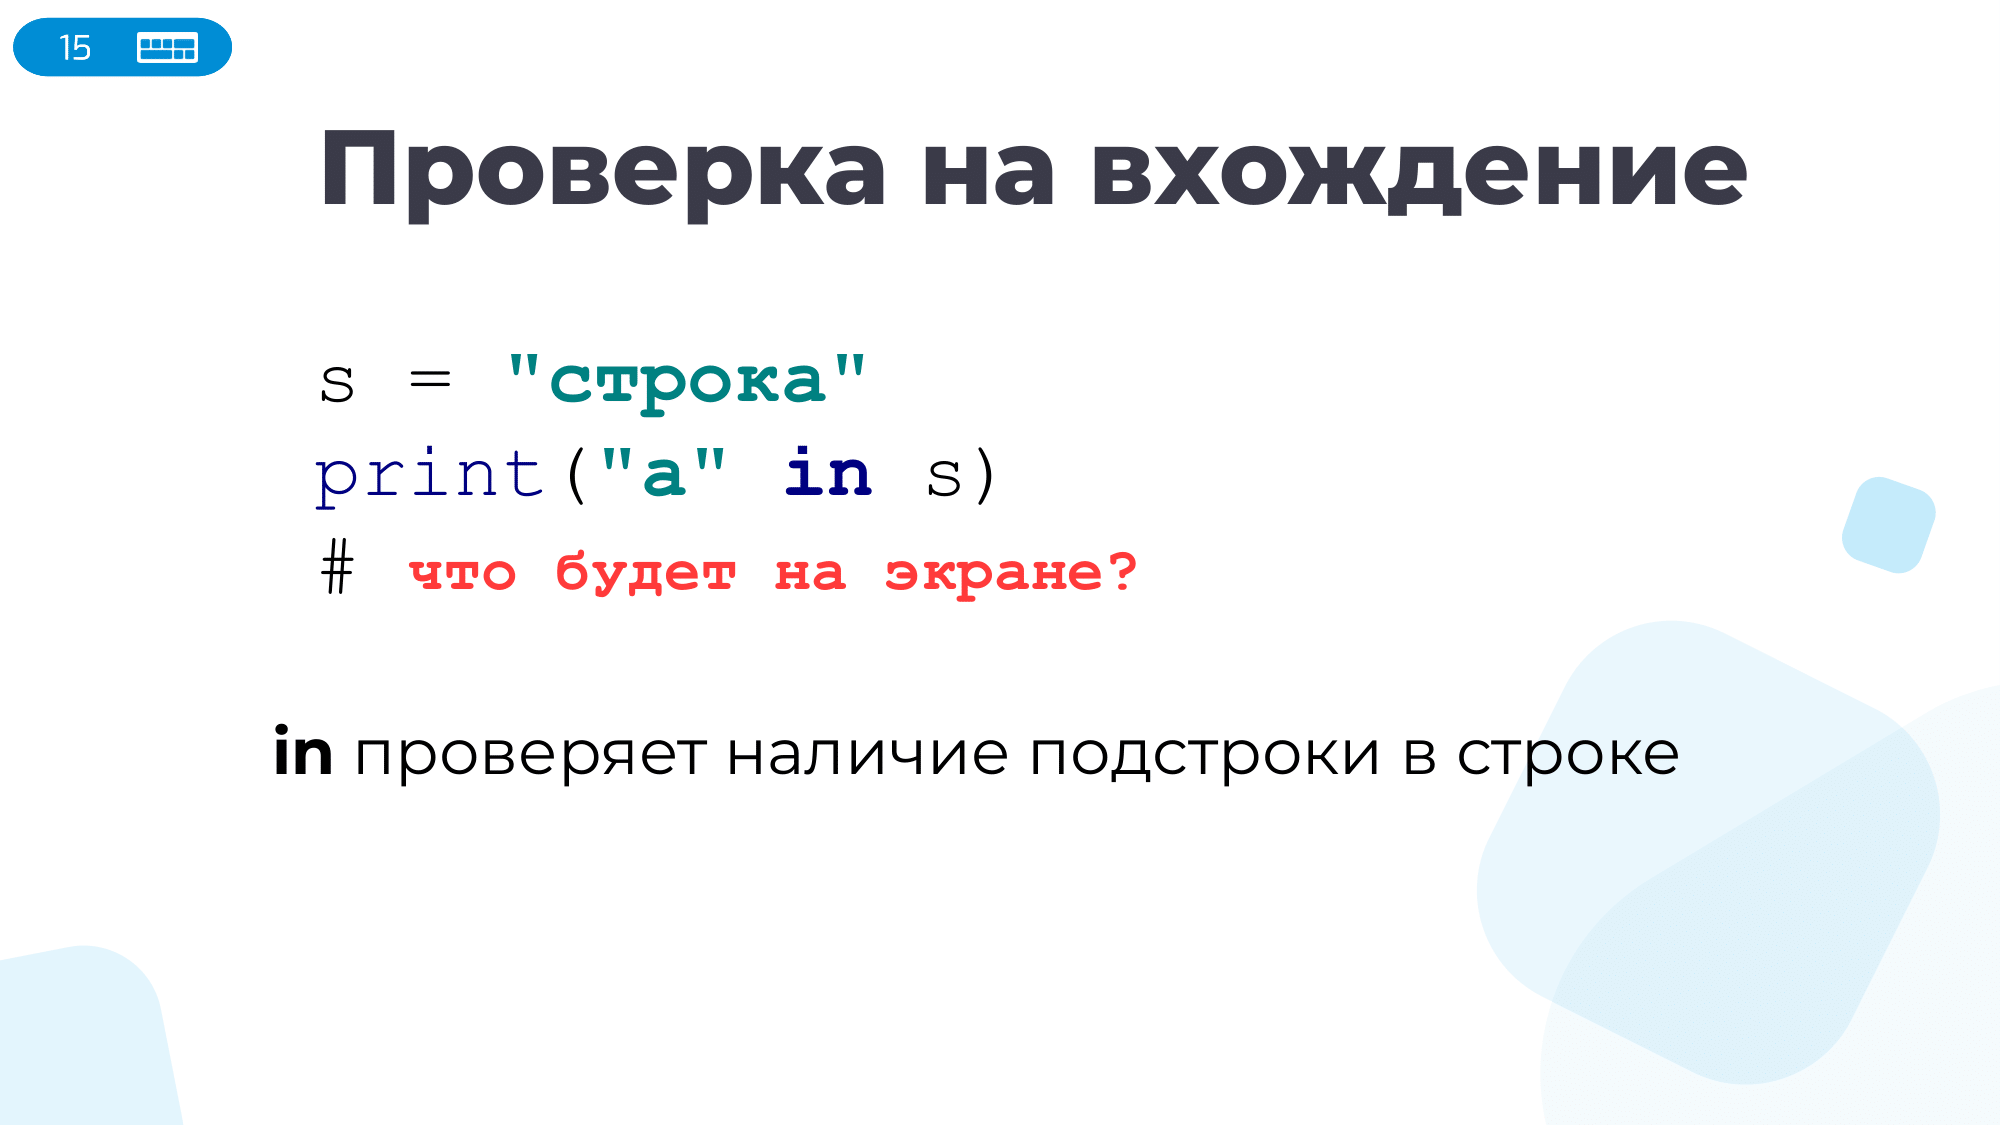 15
Проверка на вхождение
s = "строка"
print("а" in s)
# что будет на экране?
in проверяет наличие подстроки в строке